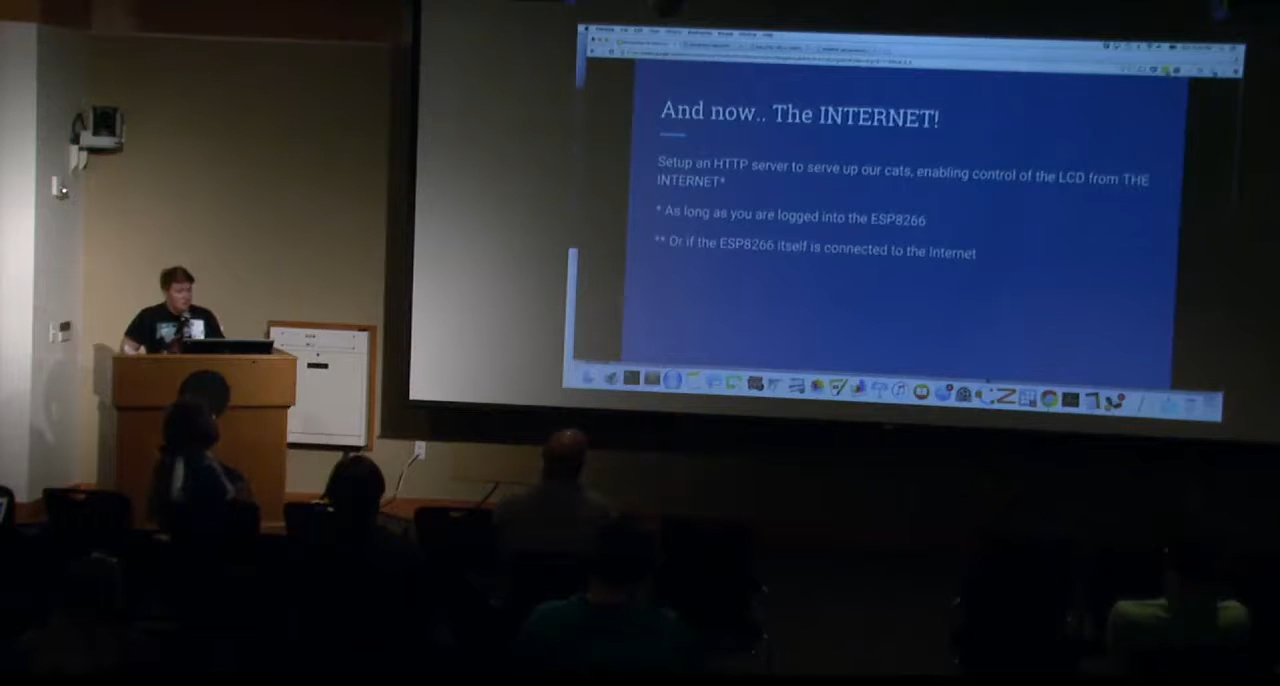 And now.. The INTERNET!
Setup an HTTP server to serve up our cats, enabling control of the LCD from THE
INTERNET*
* As long as you are logged into the ESP8266
** Or if the ESP8266 itself is connected to the Internet